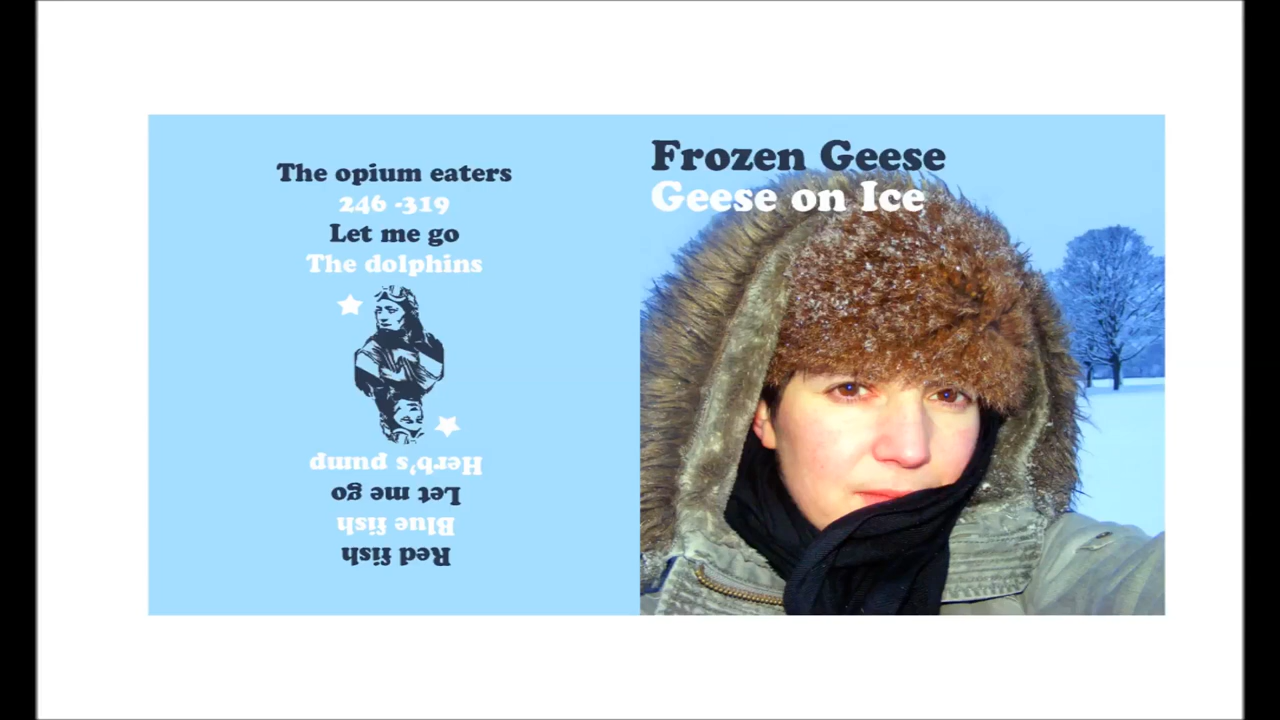 The opium eaters
246 -319
Let me go
The dolphins
Herb's pump
Let me go
Blue fish
Red fish
Frozen Geese
Geese on Ice